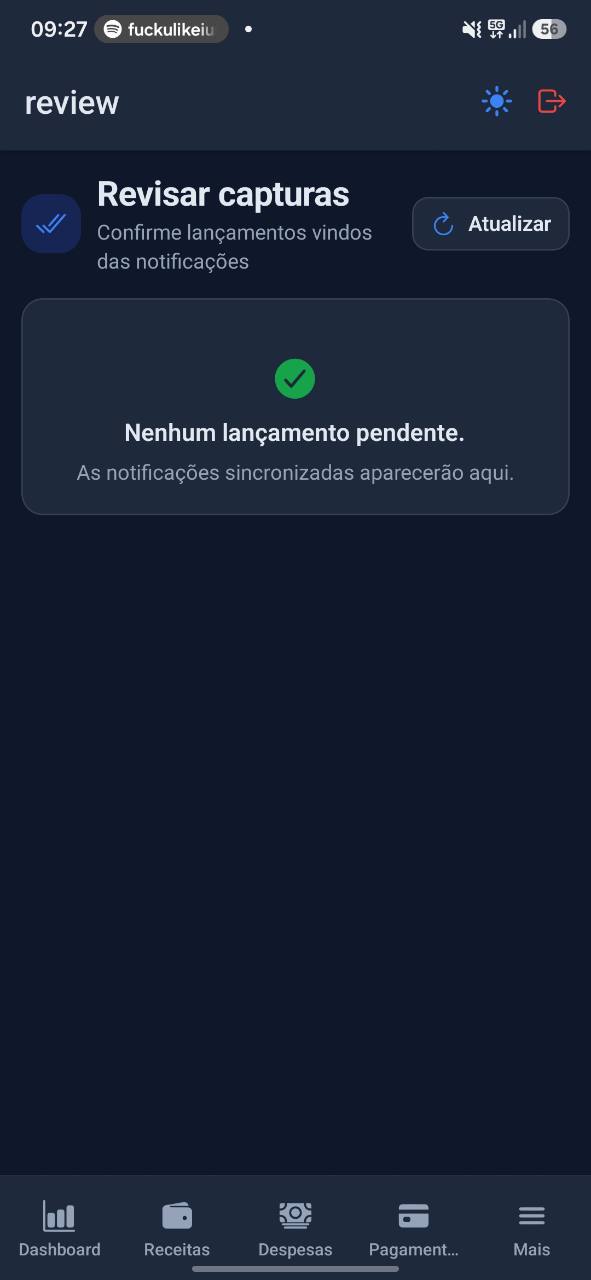 09:27 fuckulikeiu 5G 56
review
Revisar capturas
Confirme lançamentos vindos
das notificações
Atualizar
Nenhum lançamento pendente.
As notificações sincronizadas aparecerão aqui.
Dashboard Receitas Despesas Pagament... Mais